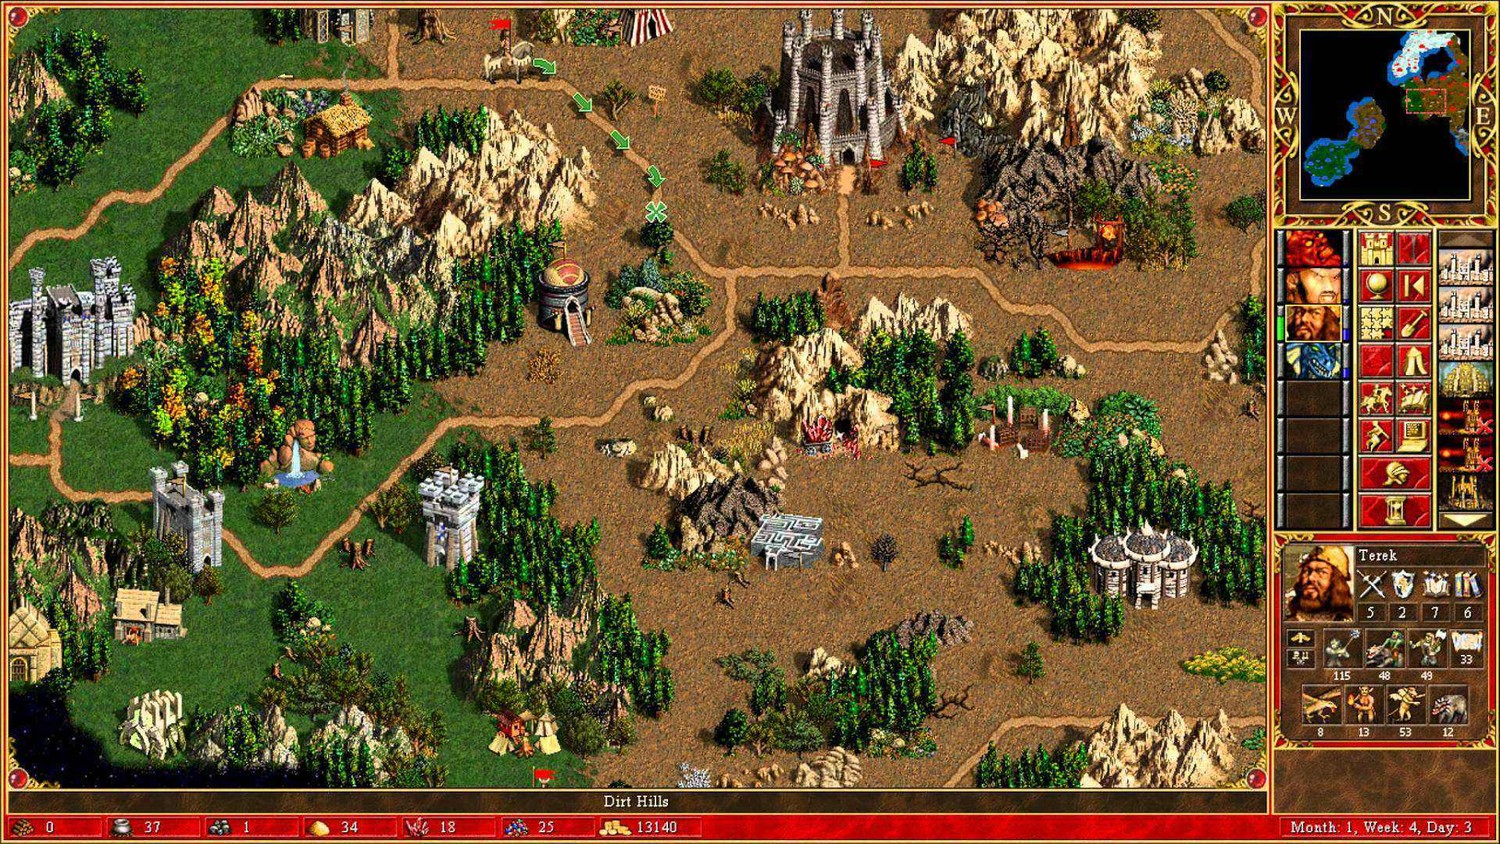 N
W
E
S
Terek
5 2 7 6
33
115 48 49
8 13 53 12
Dirt Hills
0 37 1 34 18 25 13140
Month: 1, Week: 4, Day: 3